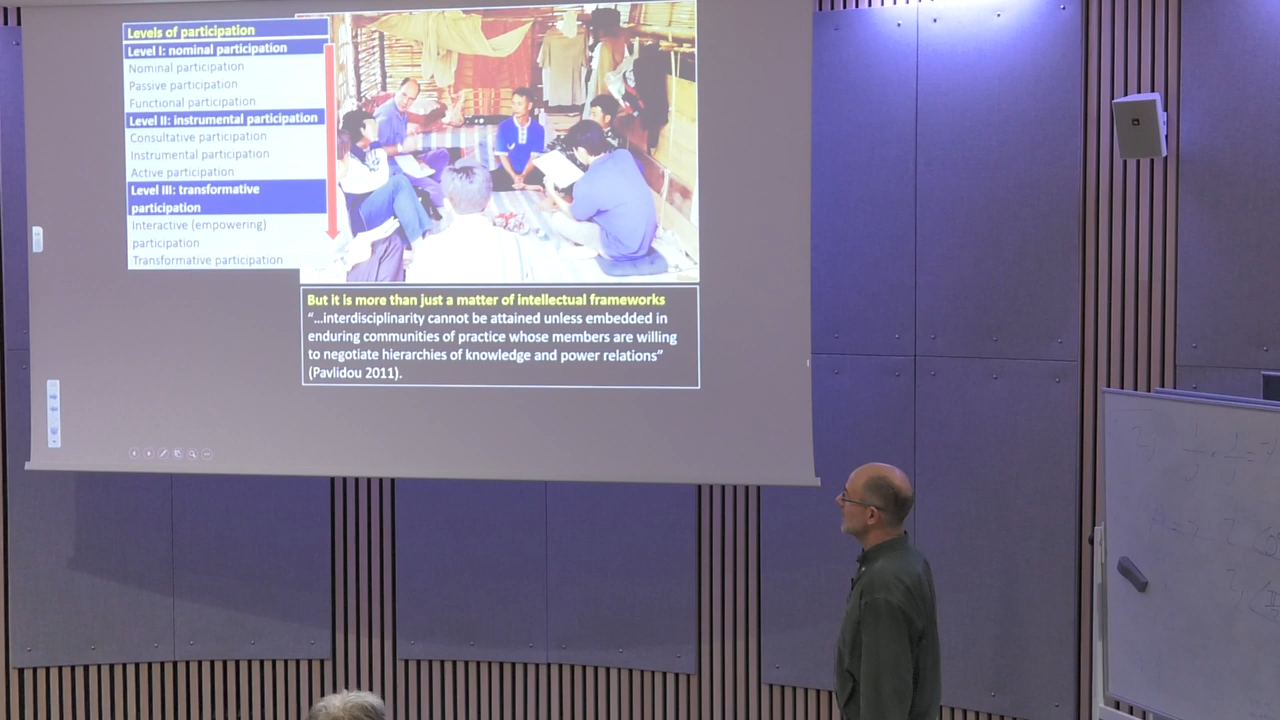 Levels of participation
Level I: nominal participation
Nominal participation
Passive participation
Functional participation
Level II: instrumental participation
Consultative participation
Instrumental participation
Active participation
Level III: transformative
participation
Interactive (empowering)
participation
Transformative participation
But it is more than just a matter of intellectual frameworks
“…interdisciplinarity cannot be attained unless embedded in
enduring communities of practice whose members are willing
to negotiate hierarchies of knowledge and power relations”
(Pavlidou 2011).